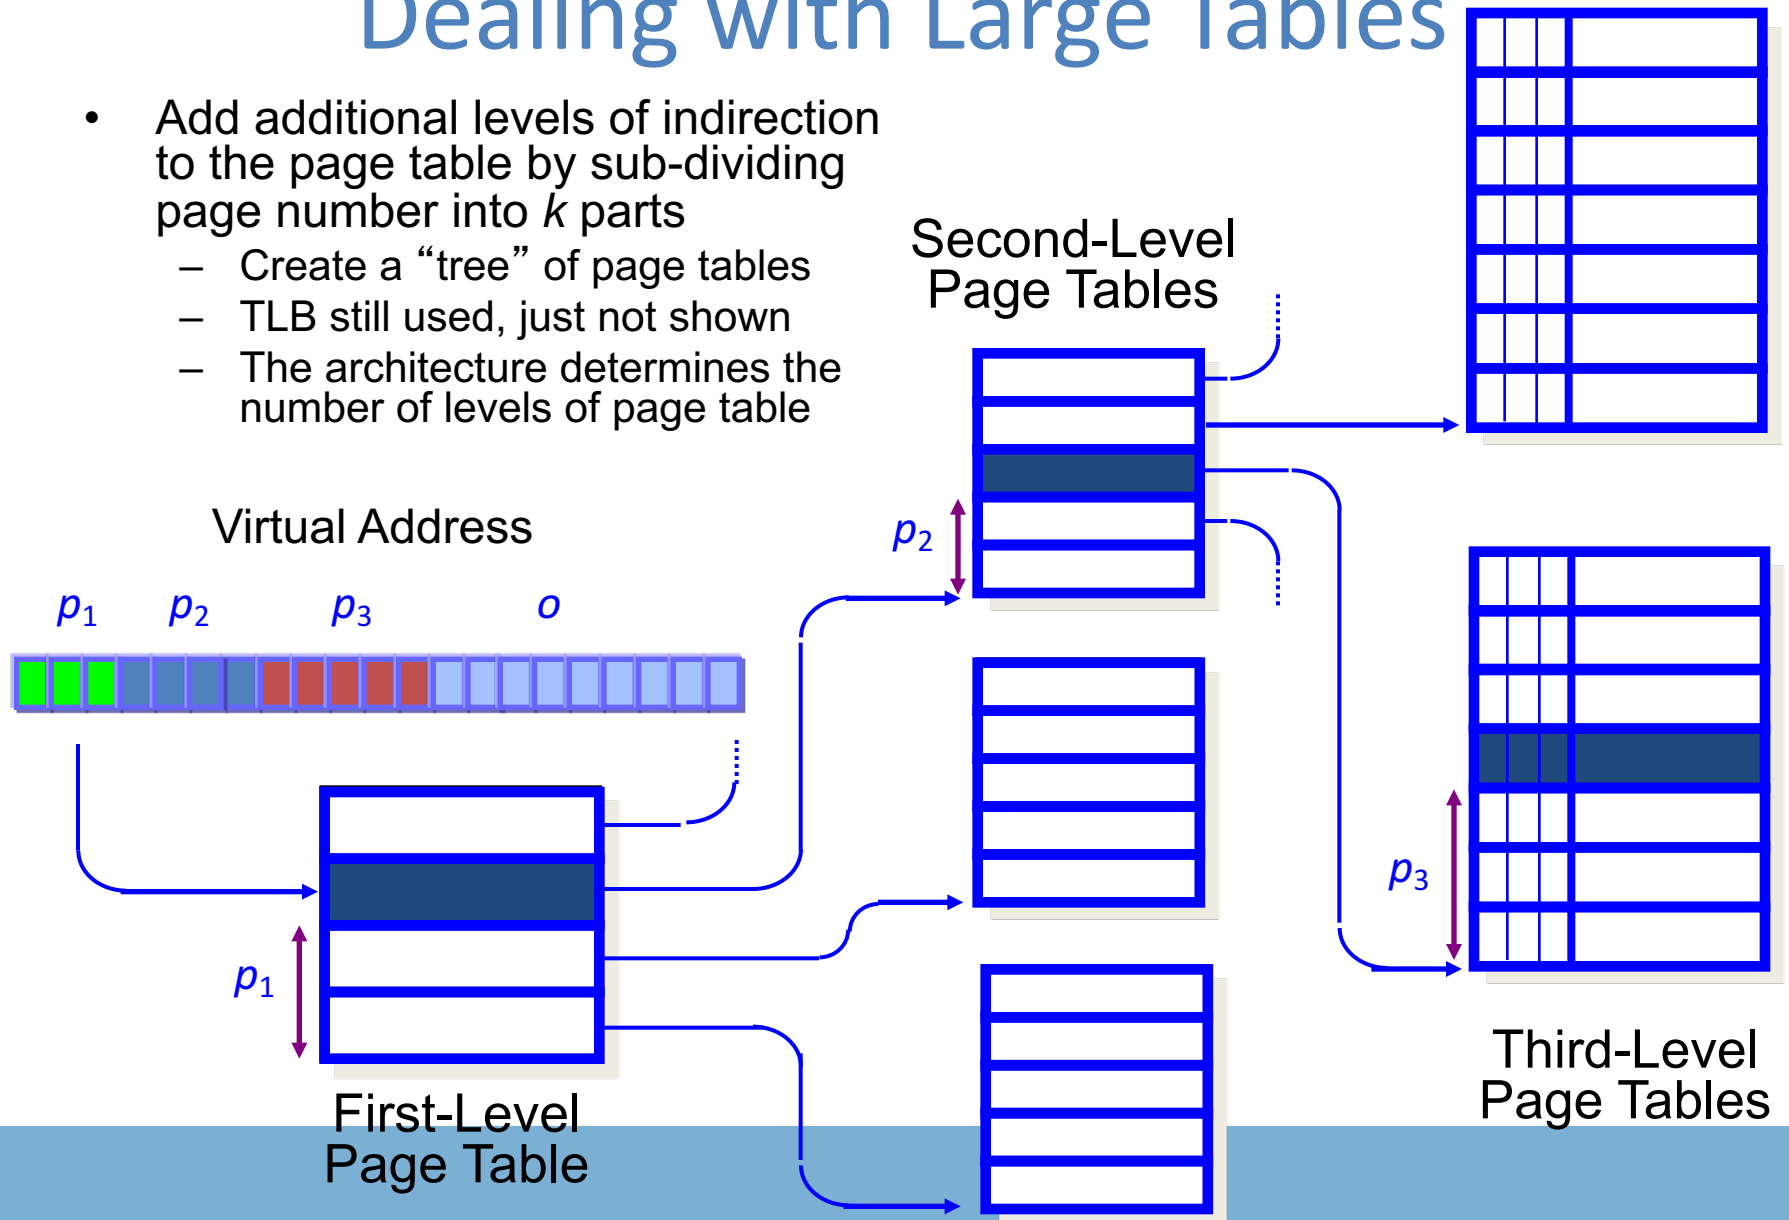 Dealing with Large Tables
• Add additional levels of indirection
to the page table by sub-dividing
page number into k parts
– Create a “tree” of page tables
– TLB still used, just not shown
– The architecture determines the
number of levels of page table
Second-Level
Page Tables
Virtual Address
p2
p1 p2 p3 o
p3
p1
First-Level
Page Table
Third-Level
Page Tables